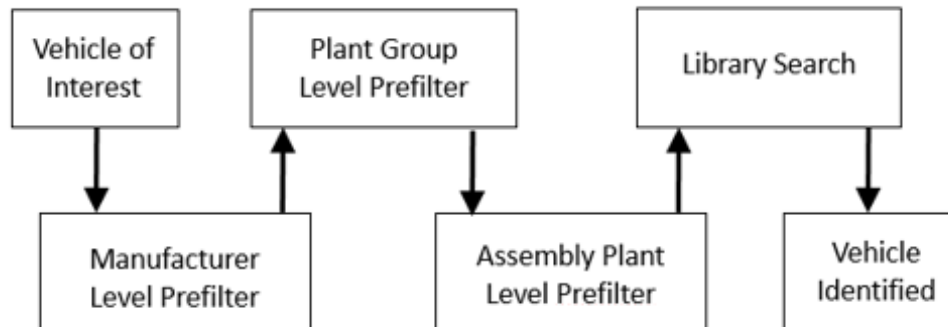 Vehicle of
Interest
Manufacturer
Level Prefilter
Plant Group
Level Prefilter
Assembly Plant
Level Prefilter
Library Search
Vehicle
Identified